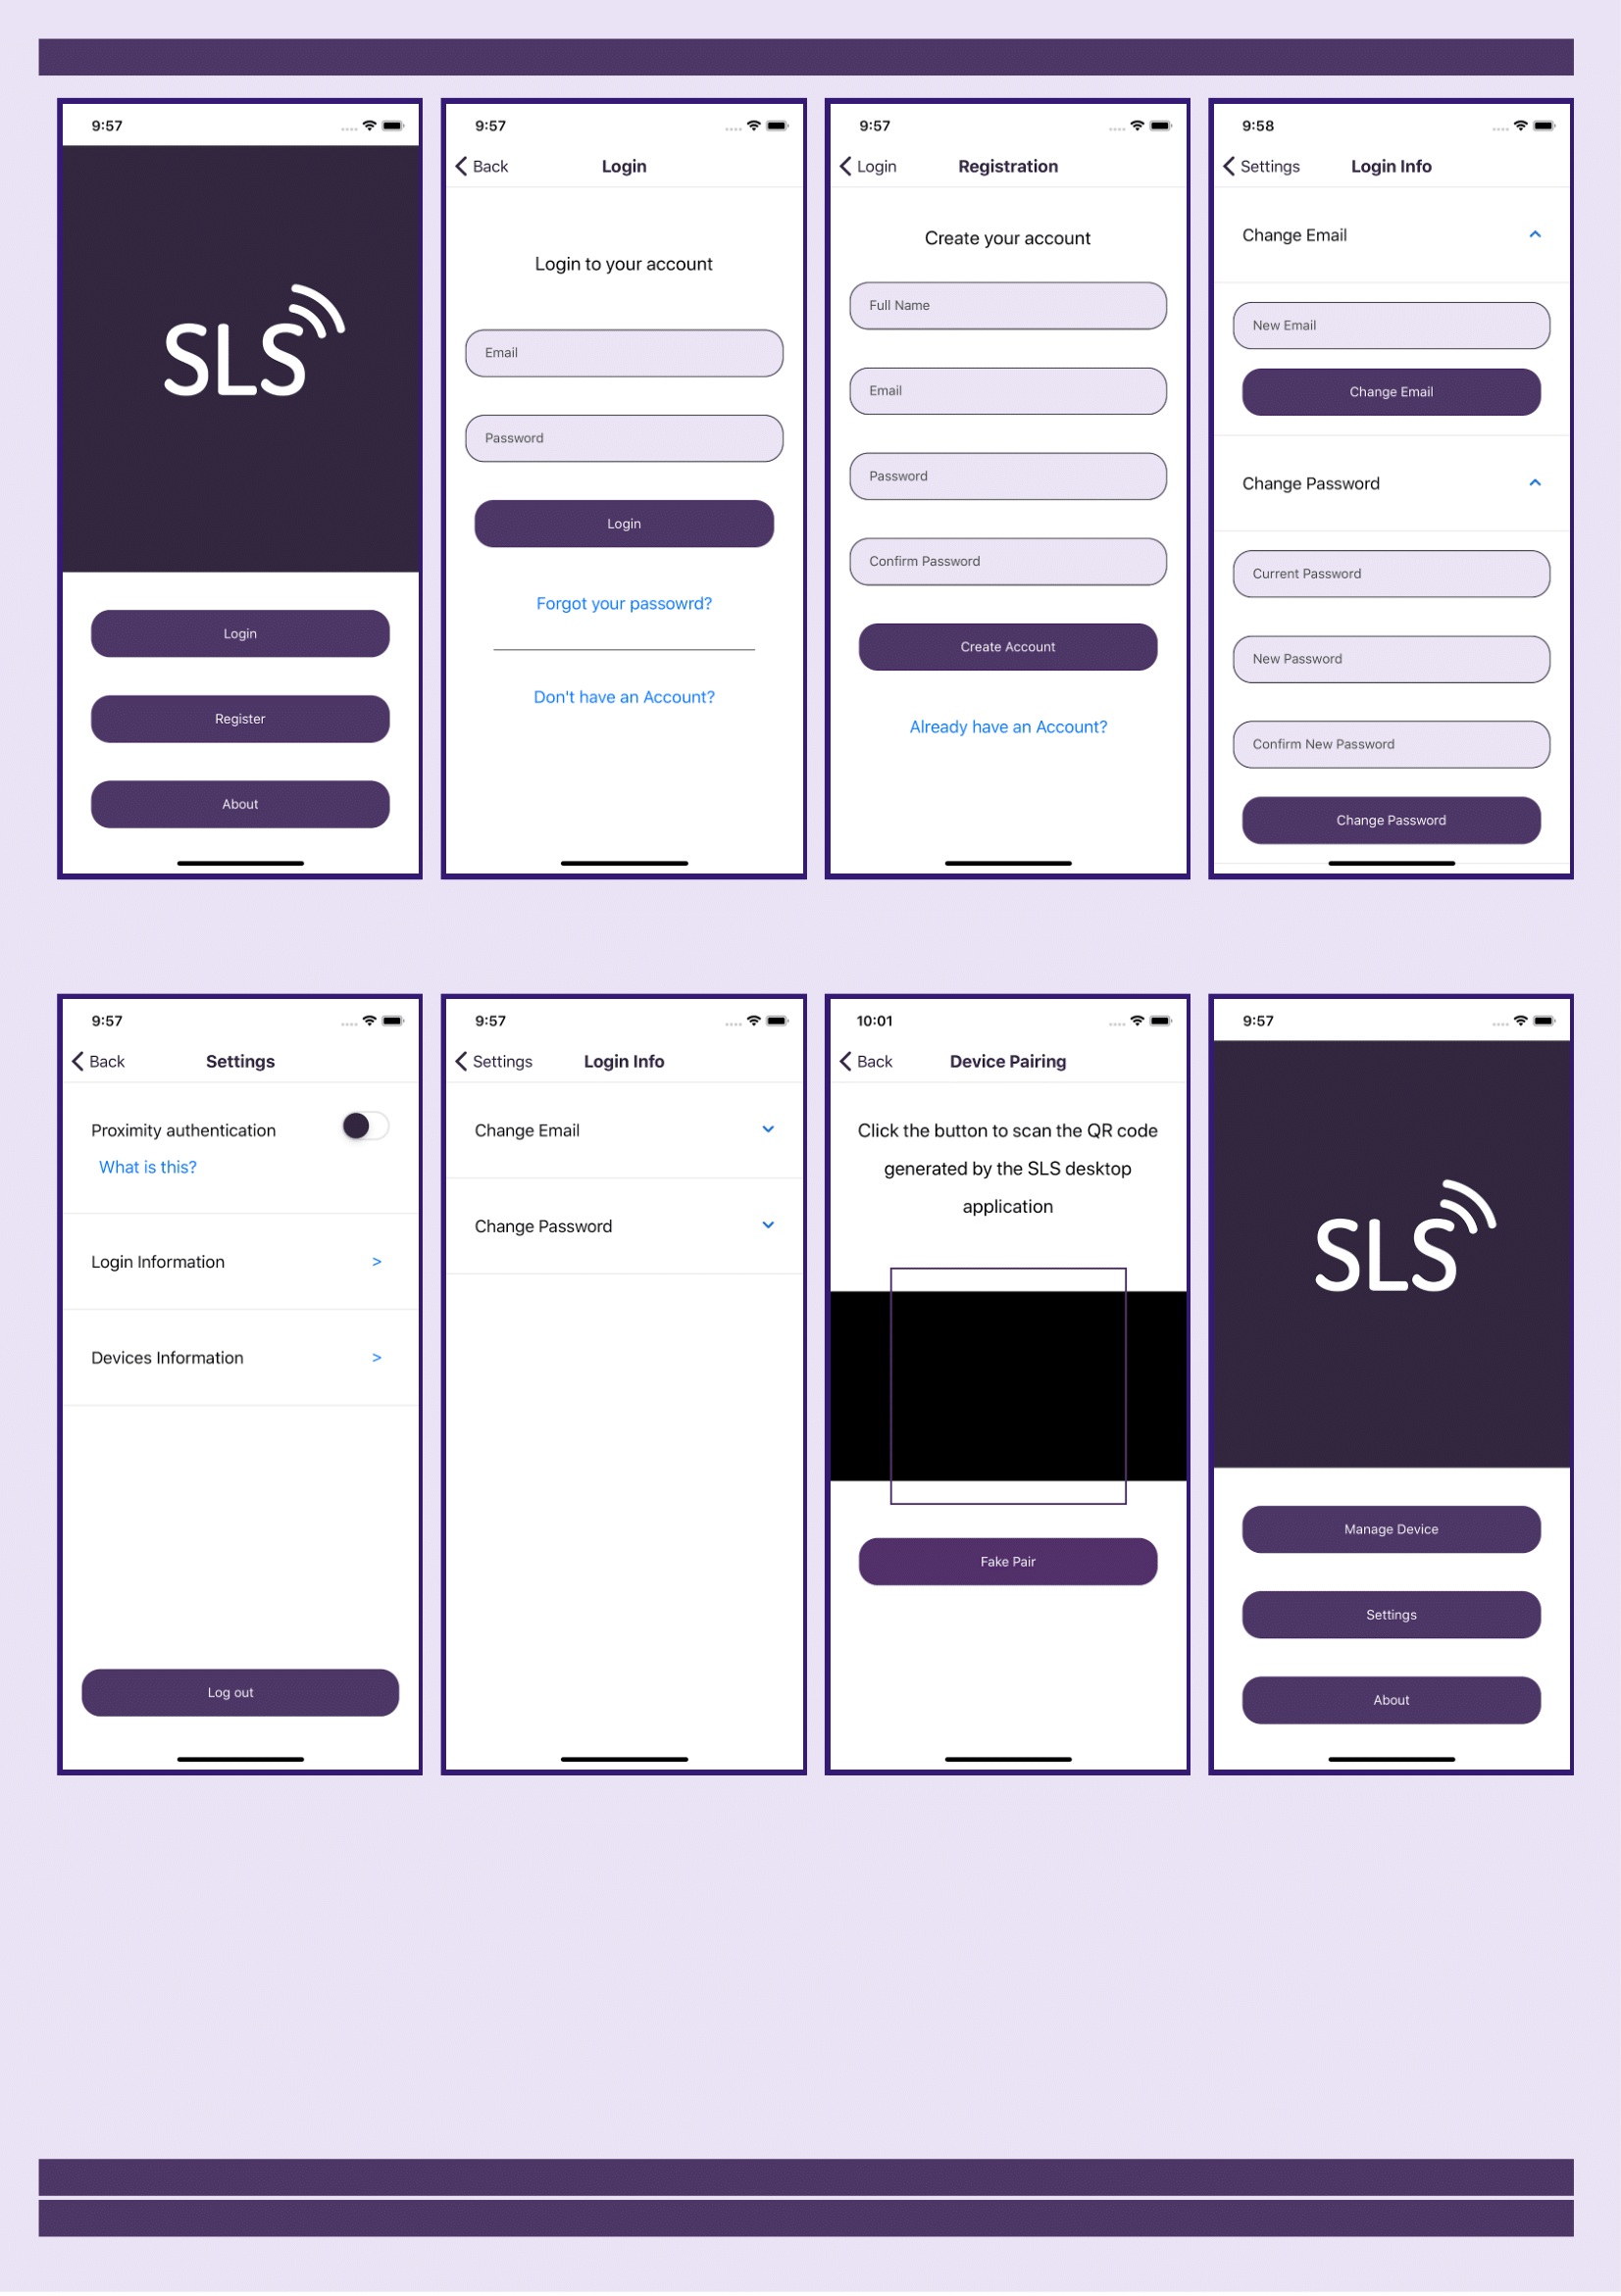 9:57
SLS
Login
Register
About
9:57
Back
Login
Login to your account
Email
Password
Login
Forgot your passowrd?
Don't have an Account?
9:57
Login
Registration
Create your account
Full Name
Email
Password
Confirm Password
Create Account
Already have an Account?
9:58
Settings
Login Info
Change Email
New Email
Change Email
Change Password
Current Password
New Password
Confirm New Password
Change Password
9:57
Back
Settings
Proximity authentication
What is this?
Login Information >
Devices Information >
Log out
9:57
Settings
Login Info
Change Email
Change Password
10:01
Back
Device Pairing
Click the button to scan the QR code
generated by the SLS desktop
application
Fake Pair
9:57
SLS
Manage Device
Settings
About